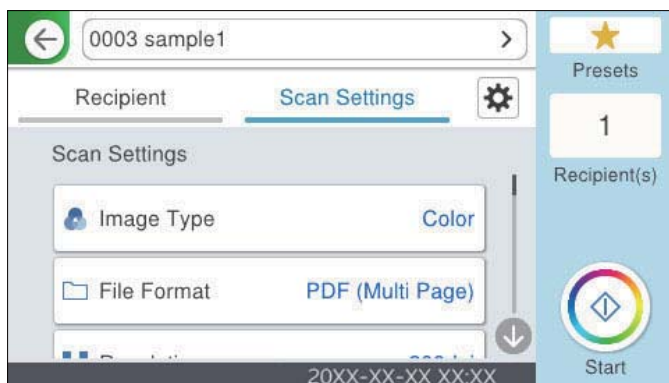 0003 sample1
Presets
Recipient
Scan Settings
1
Recipient(s)
Scan Settings
Image Type
Color
File Format
PDF (Multi Page)
20XX-XX-XX XX:XX
Start